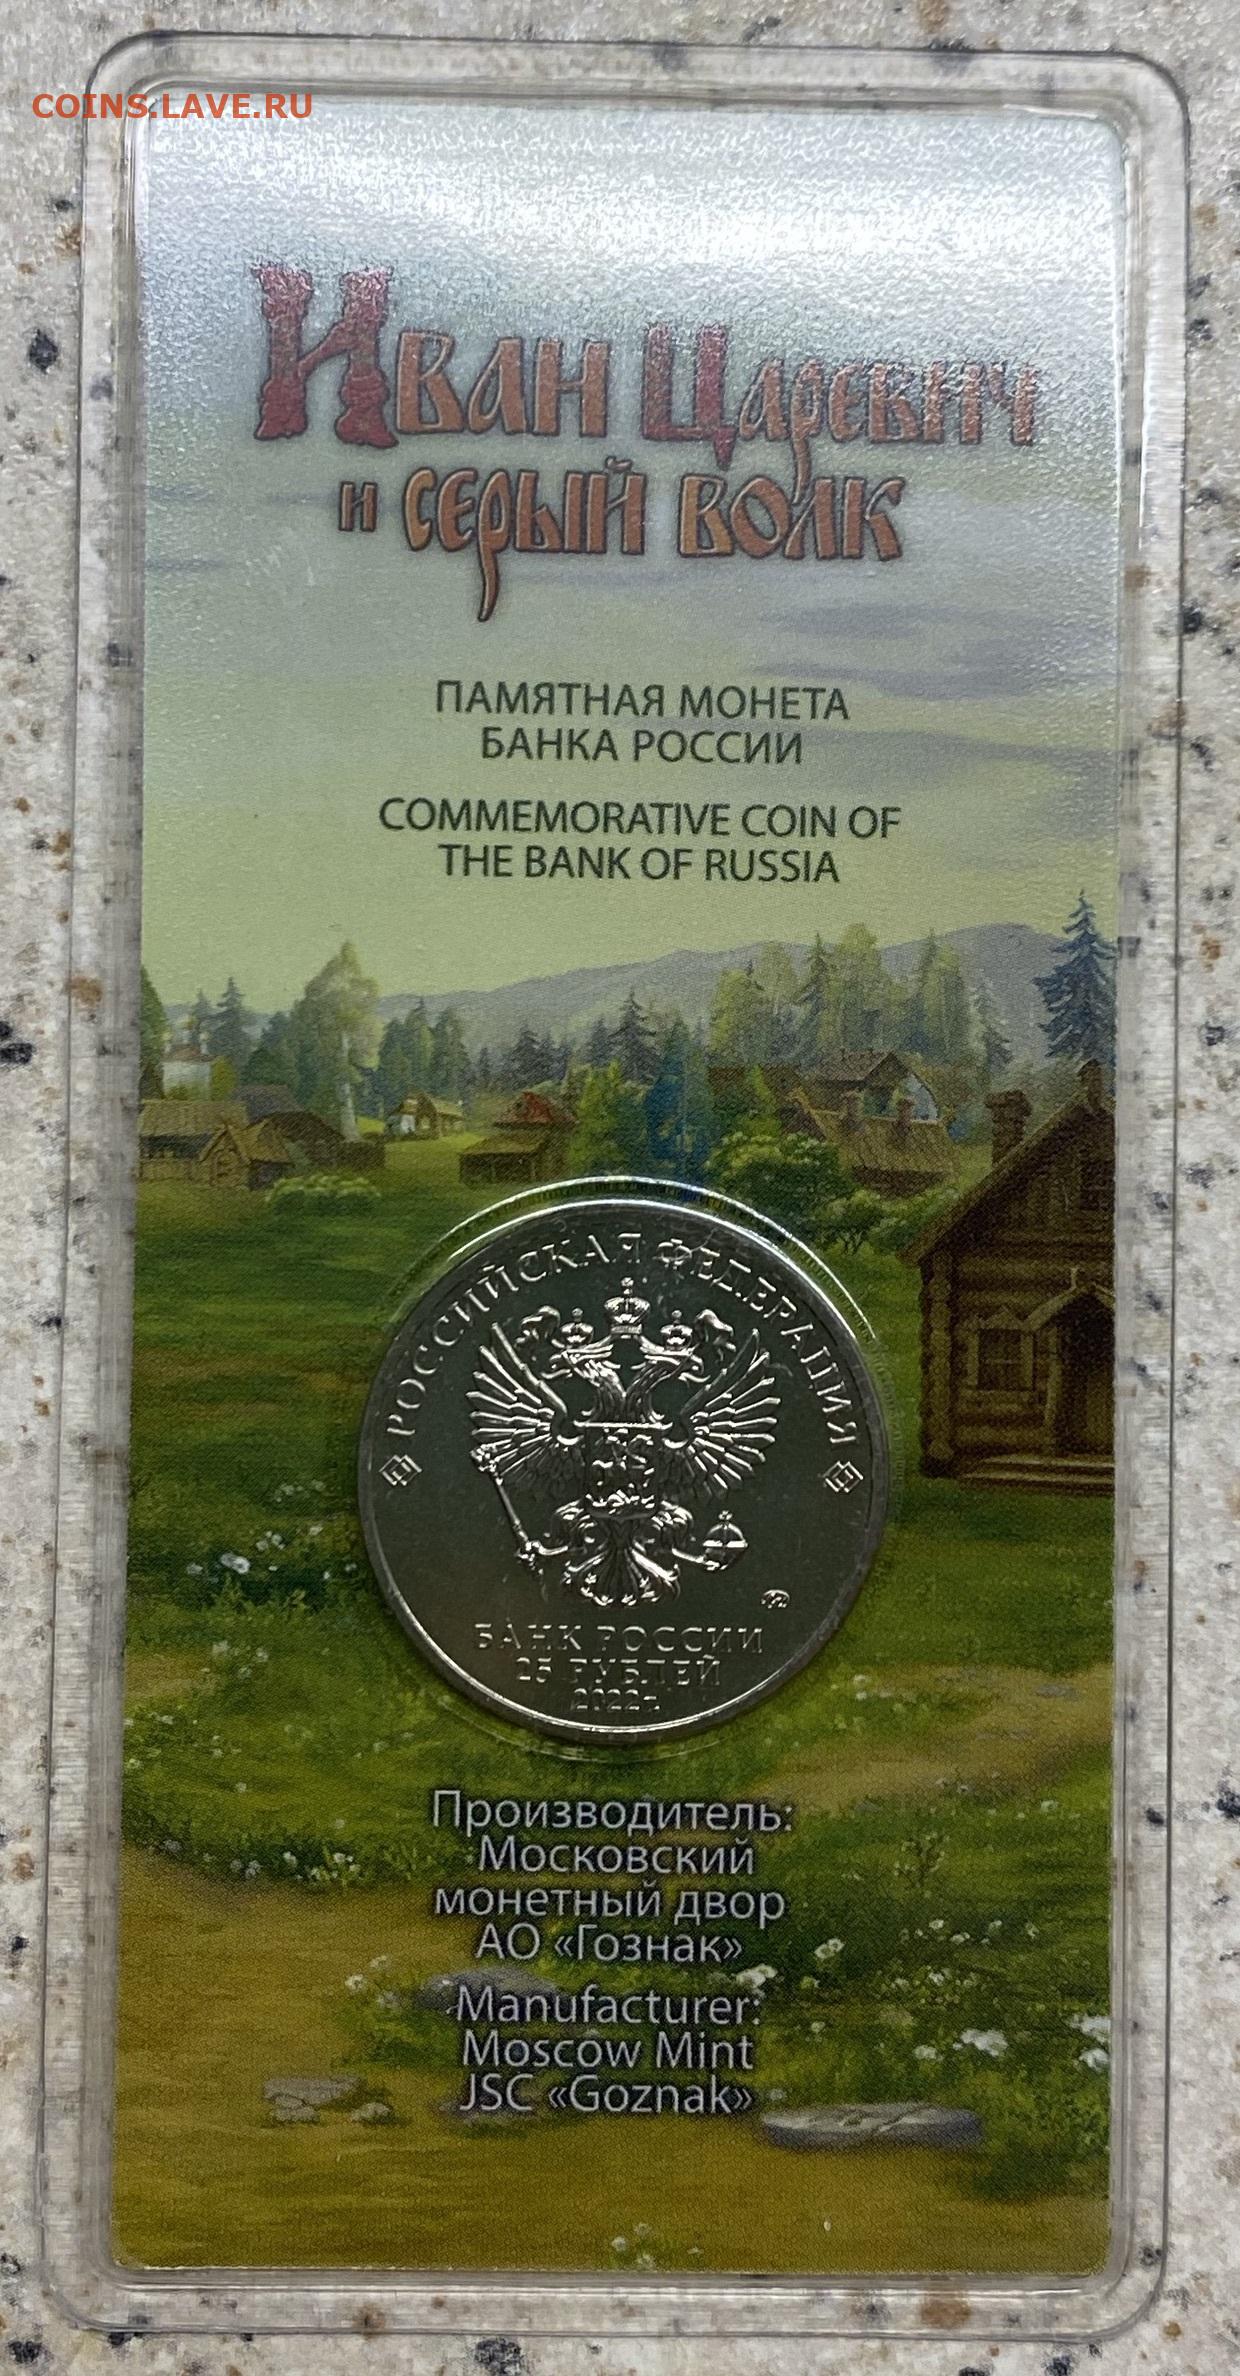 COINS.LAVE.RU
Иван Царевич
и серый волк
ПАМЯТНАЯ МОНЕТА
БАНКА РОССИИ
COMMEMORATIVE COIN OF
THE BANK OF RUSSIA
РОССИЙСКАЯ ФЕДЕРАЦИЯ
БАНК РОССИИ
25 РУБЛЕЙ
2022 г.
Производитель:
Московский
монетный двор
АО «Гознак»
Manufacturer:
Moscow Mint
JSC «Goznak»